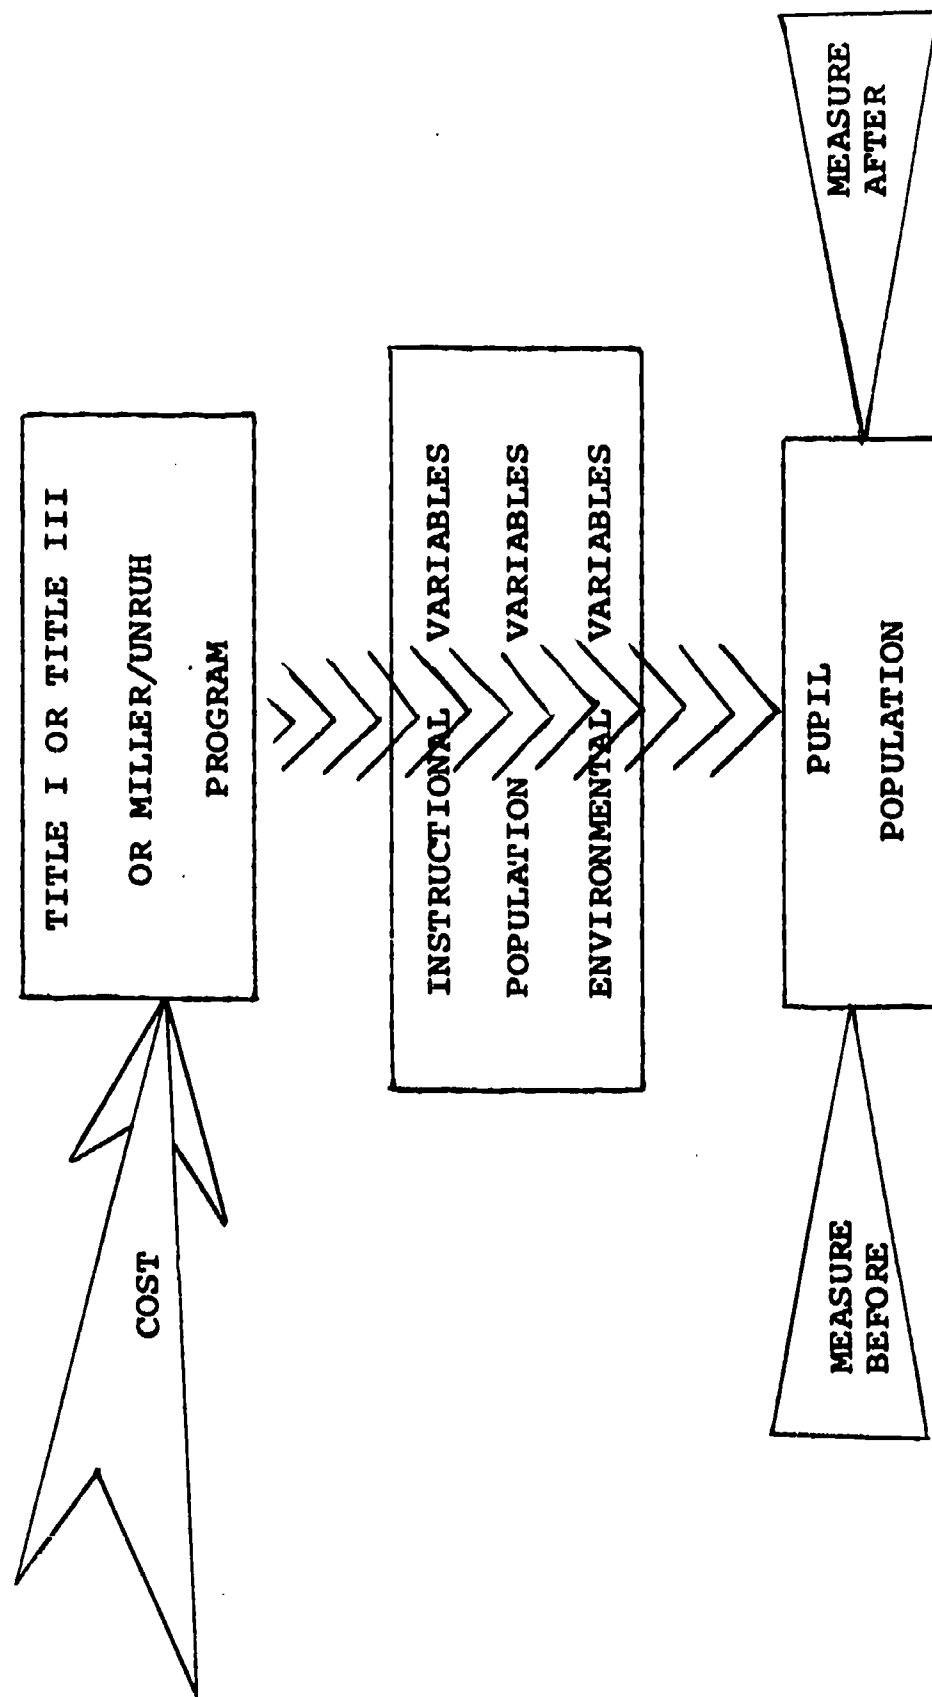 TITLE I OR TITLE III
OR MILLER/UNRUH
PROGRAM
COST
INSTRUCTIONAL VARIABLES
POPULATION VARIABLES
ENVIRONMENTAL VARIABLES
MEASURE
BEFORE
PUPIL
POPULATION
MEASURE
AFTER